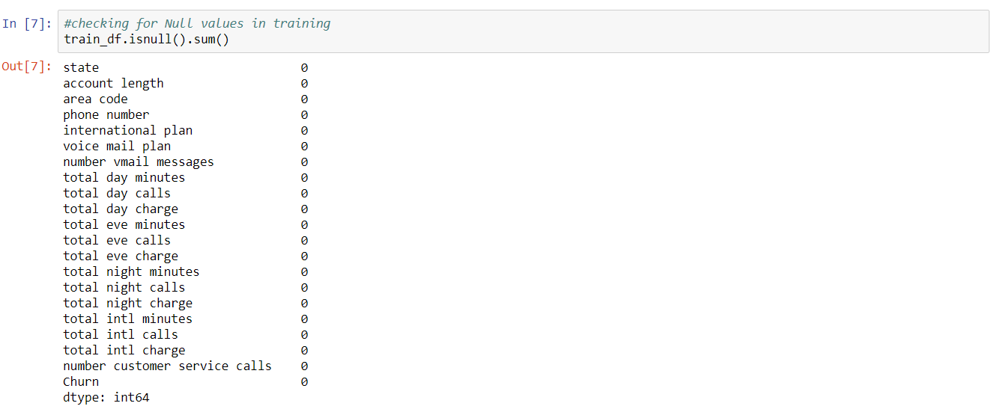 In [7]: #checking for Null values in training
train_df.isnull().sum()
Out[7]: state 0
account length 0
area code 0
phone number 0
international plan 0
voice mail plan 0
number vmail messages 0
total day minutes 0
total day calls 0
total day charge 0
total eve minutes 0
total eve calls 0
total eve charge 0
total night minutes 0
total night calls 0
total night charge 0
total intl minutes 0
total intl calls 0
total intl charge 0
number customer service calls 0
Churn 0
dtype: int64